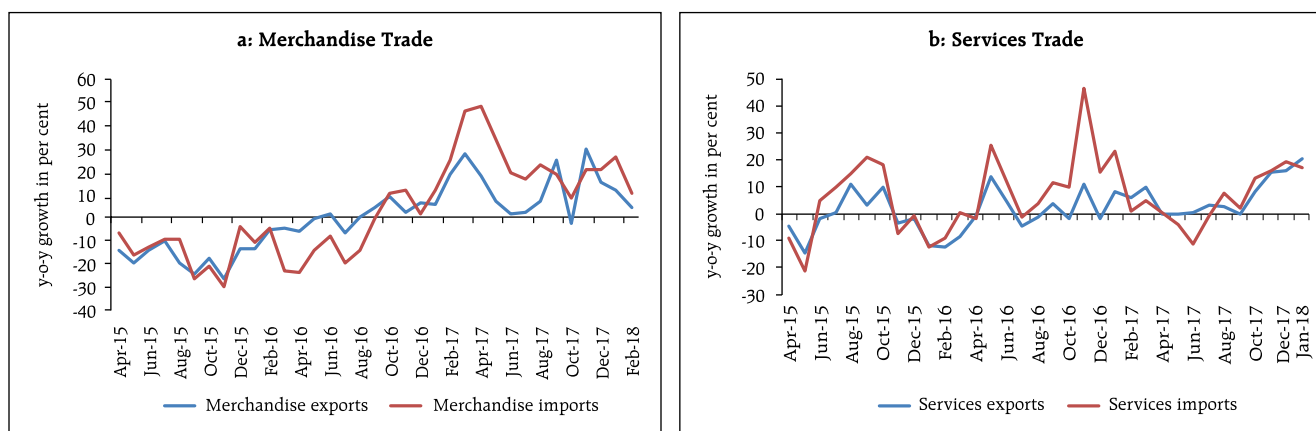 a: Merchandise Trade
y-o-y growth in per cent
60
50
40
30
20
10
0
-10
-20
-30
-40
Apr-15
Jun-15
Aug-15
Oct-15
Dec-15
Feb-16
Apr-16
Jun-16
Aug-16
Oct-16
Dec-16
Feb-17
Apr-17
Jun-17
Aug-17
Oct-17
Dec-17
Feb-18
Merchandise exports
Merchandise imports
b: Services Trade
y-o-y growth in per cent
50
40
30
20
10
0
-10
-20
-30
Apr-15
Jun-15
Aug-15
Oct-15
Dec-15
Feb-16
Apr-16
Jun-16
Aug-16
Oct-16
Dec-16
Feb-17
Apr-17
Jun-17
Aug-17
Oct-17
Dec-17
Jan-18
Services exports
Services imports